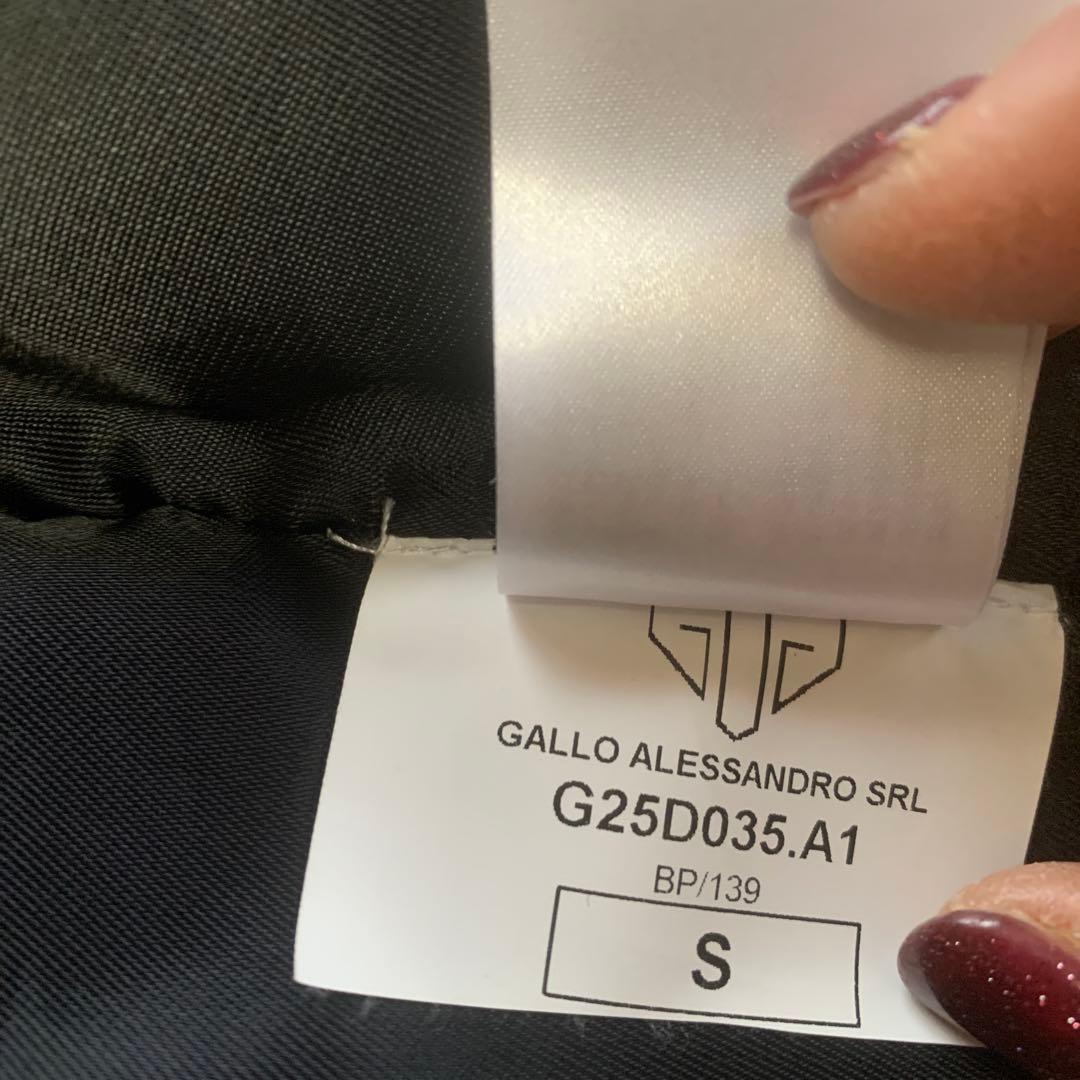 GALLO ALESSANDRO SRL
G25D035.A1
BP/139
S